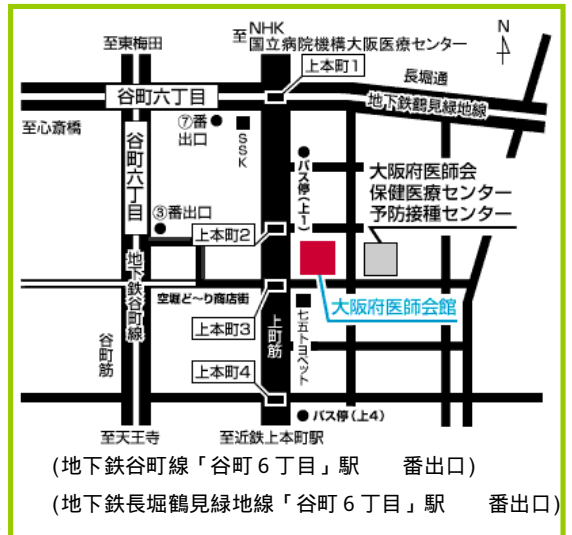 至東梅田
至NHK
国立病院機構大阪医療センター
N
上本町1
長堀通
谷町六丁目
地下鉄鶴見緑地線
至心斎橋
⑦番出口
SSK
バス停(上1)
大阪府医師会
保健医療センター
予防接種センター
谷町六丁目
③番出口
上本町2
地下鉄谷町線
空堀ど～り商店街
大阪府医師会館
上本町3
上町筋
七五トヨペット
谷町筋
上本町4
バス停(上4)
至天王寺
至近鉄上本町駅
(地下鉄谷町線「谷町６丁目」駅　　番出口)
(地下鉄長堀鶴見緑地線「谷町６丁目」駅　　番出口)